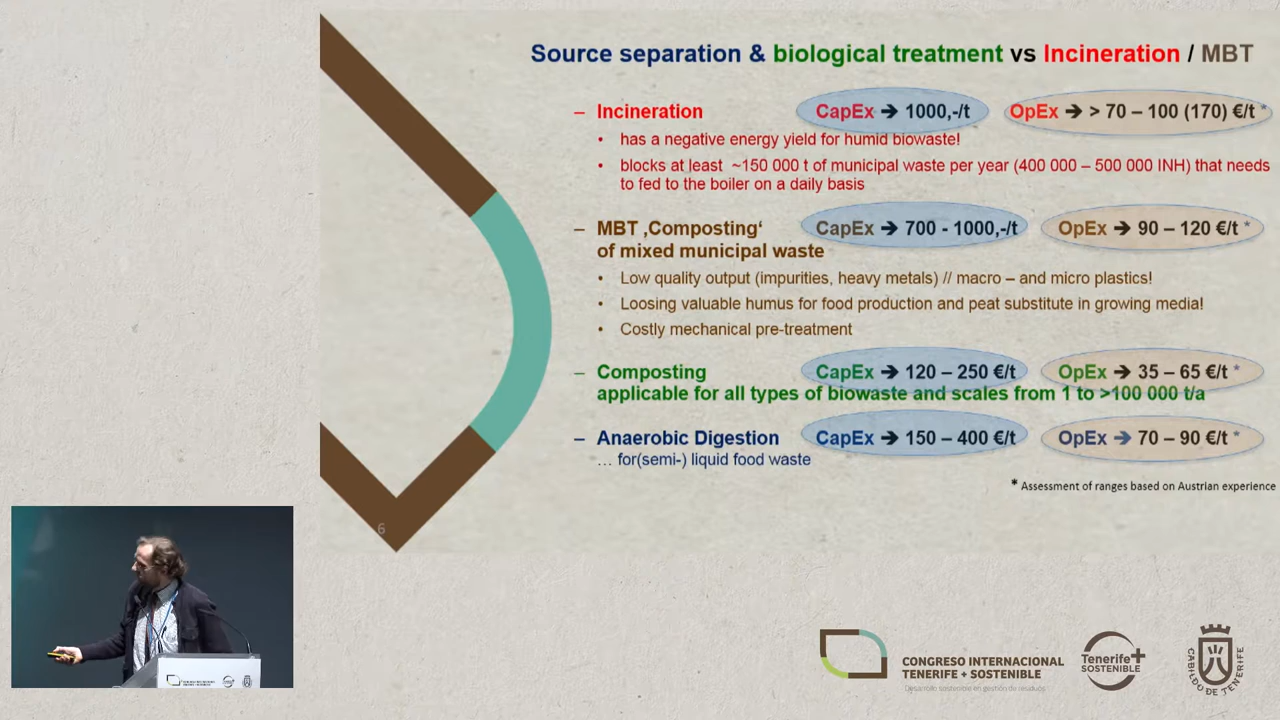 Source separation & biological treatment vs Incineration / MBT
– Incineration CapEx ➔ 1000,-/t OpEx ➔ > 70 – 100 (170) €/t *
• has a negative energy yield for humid biowaste!
• blocks at least ~150 000 t of municipal waste per year (400 000 – 500 000 INH) that needs
to fed to the boiler on a daily basis
– MBT ‚Composting‘ CapEx ➔ 700 - 1000,-/t OpEx ➔ 90 – 120 €/t *
of mixed municipal waste
• Low quality output (impurities, heavy metals) // macro – and micro plastics!
• Loosing valuable humus for food production and peat substitute in growing media!
• Costly mechanical pre-treatment
– Composting CapEx ➔ 120 – 250 €/t OpEx ➔ 35 – 65 €/t *
applicable for all types of biowaste and scales from 1 to >100 000 t/a
– Anaerobic Digestion CapEx ➔ 150 – 400 €/t OpEx ➔ 70 – 90 €/t *
… for(semi-) liquid food waste
* Assessment of ranges based on Austrian experience
6
CONGRESO INTERNACIONAL
TENERIFE + SOSTENIBLE
Desarrollo sostenible en gestión de residuos
Tenerife+
SOSTENIBLE
CABILDO DE TENERIFE